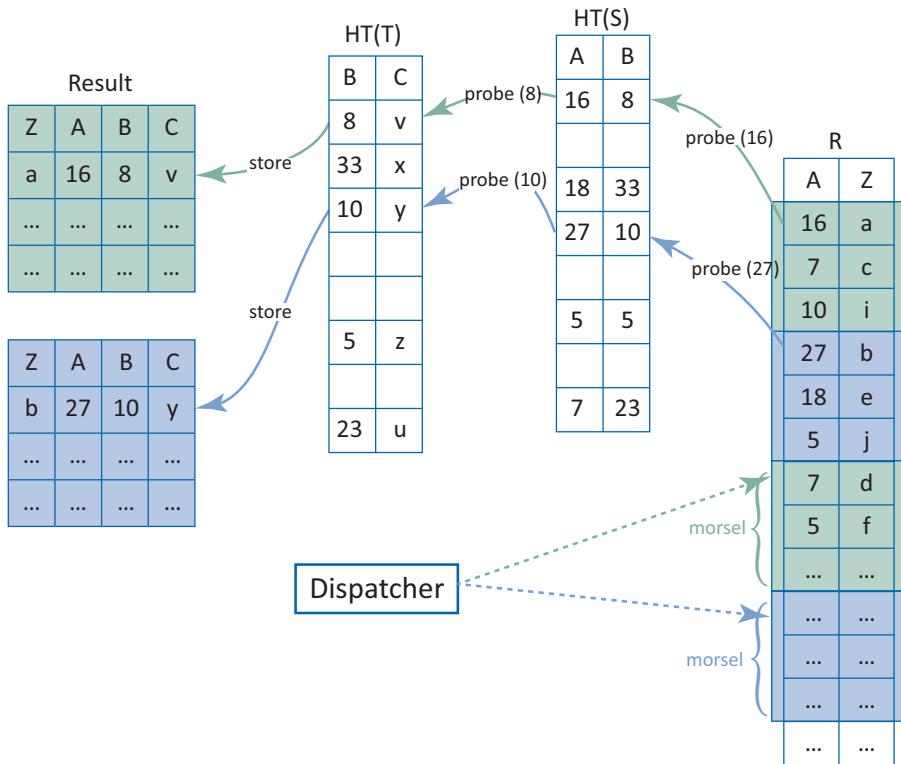 Result
Z A B C
a 16 8 v
... ... ... ...
... ... ... ...
Z A B C
b 27 10 y
... ... ... ...
... ... ... ...
store
store
HT(T)
B C
8 v
33 x
10 y
5 z
23 u
probe (8)
probe (10)
HT(S)
A B
16 8
18 33
27 10
5 5
7 23
probe (16)
probe (27)
R
A Z
16 a
7 c
10 i
27 b
18 e
5 j
7 d
5 f
... ...
... ...
... ...
... ...
... ...
morsel
morsel
Dispatcher